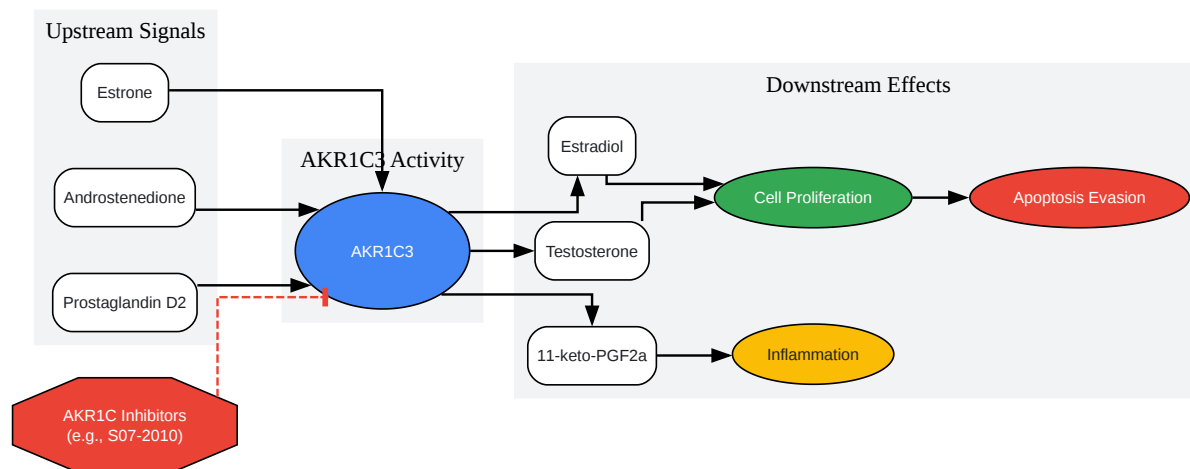 Upstream Signals
Estrone
Androstenedione
Prostaglandin D2
AKR1C Inhibitors
(e.g., S07-2010)
AKR1C3 Activity
AKR1C3
Downstream Effects
Estradiol
Testosterone
11-keto-PGF2a
Cell Proliferation
Inflammation
Apoptosis Evasion